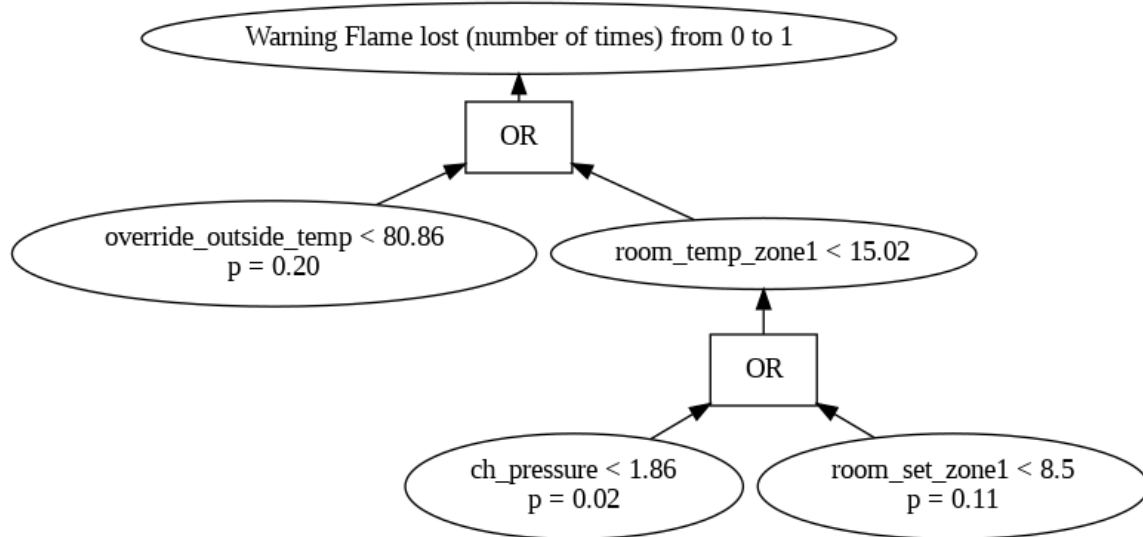 Warning Flame lost (number of times) from 0 to 1
OR
override_outside_temp < 80.86
p = 0.20
room_temp_zone1 < 15.02
OR
ch_pressure < 1.86
p = 0.02
room_set_zone1 < 8.5
p = 0.11